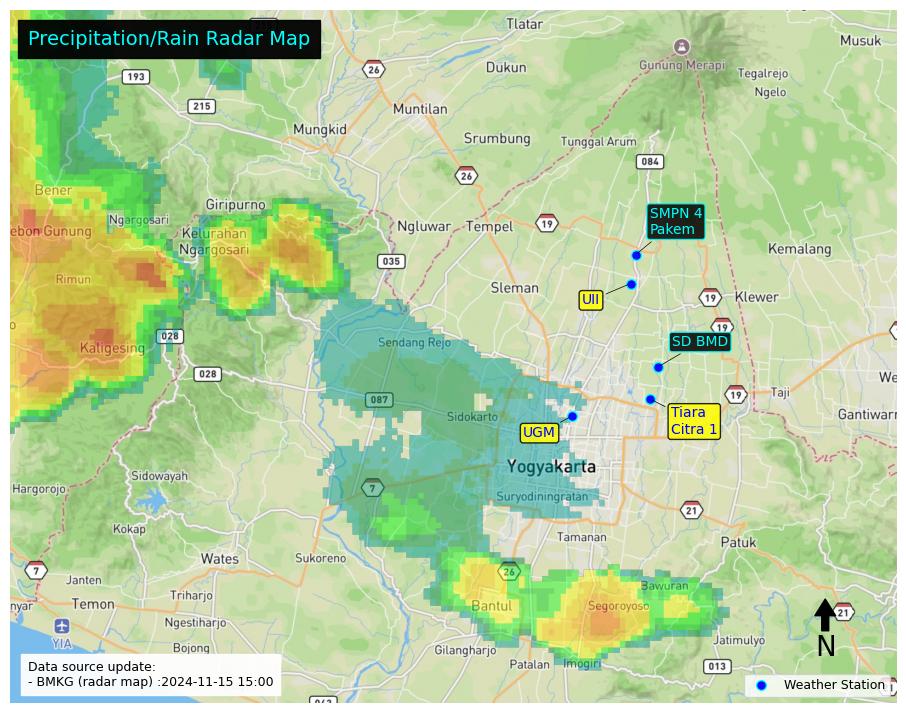 Precipitation/Rain Radar Map
Tlatar
Musuk
26
193
Dukun
Gunung Merapi
Tegalrejo
Ngelo
215
Muntilan
Mungkid
Srumbung
Tunggal Arum
084
26
Bener
Giripurno
Ngargosari
Ngluwar
Tempel
19
SMPN 4
Pakem
ebon Gunung
Kelurahan
Ngargosari
Kemalang
035
Rimun
Sleman
UII
19
Klewer
19
028
Sendang Rejo
SD BMD
Kaligesing
028
We
087
19
Taji
Sidokarto
Tiara
Citra 1
Gantiwarn
UGM
Yogyakarta
Sidowayah
Hargorojo
7
Suryodiningratan
21
Kokap
Tamanan
Patuk
Wates
Sukoreno
7
26
Janten
Bawuran
nyar
Temon
Triharjo
Bantul
Segoroyoso
21
Ngestiharjo
YIA
N
Jatimulyo
Bojong
Gilangharjo
Patalan
Imogiri
013
Data source update:
- BMKG (radar map) :2024-11-15 15:00
Weather Station